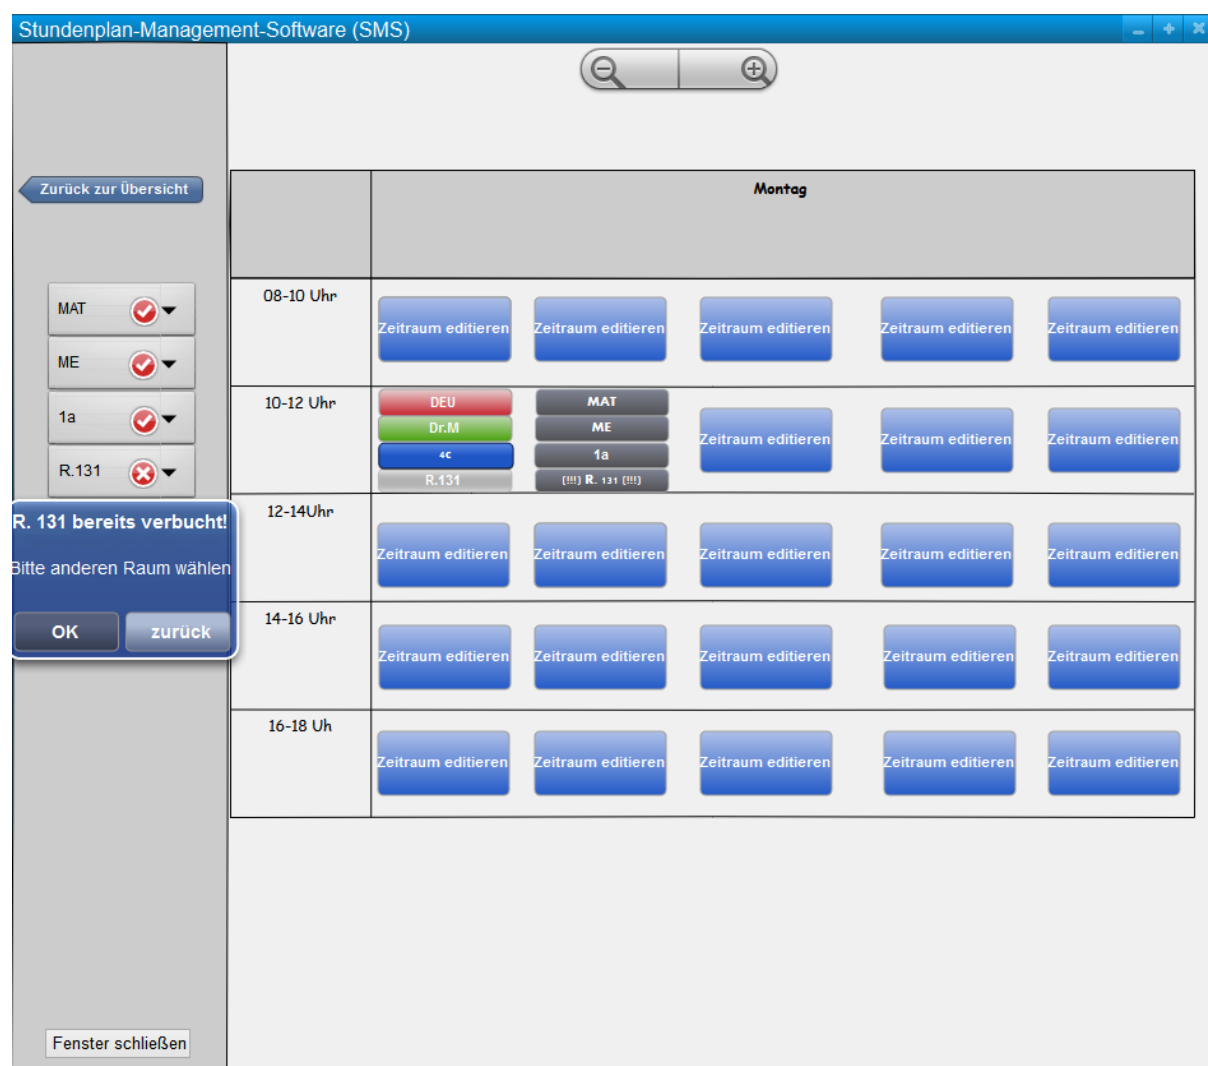 Stundenplan-Management-Software (SMS)
Zurück zur Übersicht
Montag
MAT
ME
1a
R.131
R. 131 bereits verbucht!
Bitte anderen Raum wählen
OK zurück
Fenster schließen
08-10 Uhr
Zeitraum editieren Zeitraum editieren Zeitraum editieren Zeitraum editieren Zeitraum editieren
10-12 Uhr
DEU MAT
Dr.M ME
4C 1a
R.131 (!!!) R. 131 (!!!)
Zeitraum editieren Zeitraum editieren Zeitraum editieren
12-14Uhr
Zeitraum editieren Zeitraum editieren Zeitraum editieren Zeitraum editieren Zeitraum editieren
14-16 Uhr
Zeitraum editieren Zeitraum editieren Zeitraum editieren Zeitraum editieren Zeitraum editieren
16-18 Uh
Zeitraum editieren Zeitraum editieren Zeitraum editieren Zeitraum editieren Zeitraum editieren